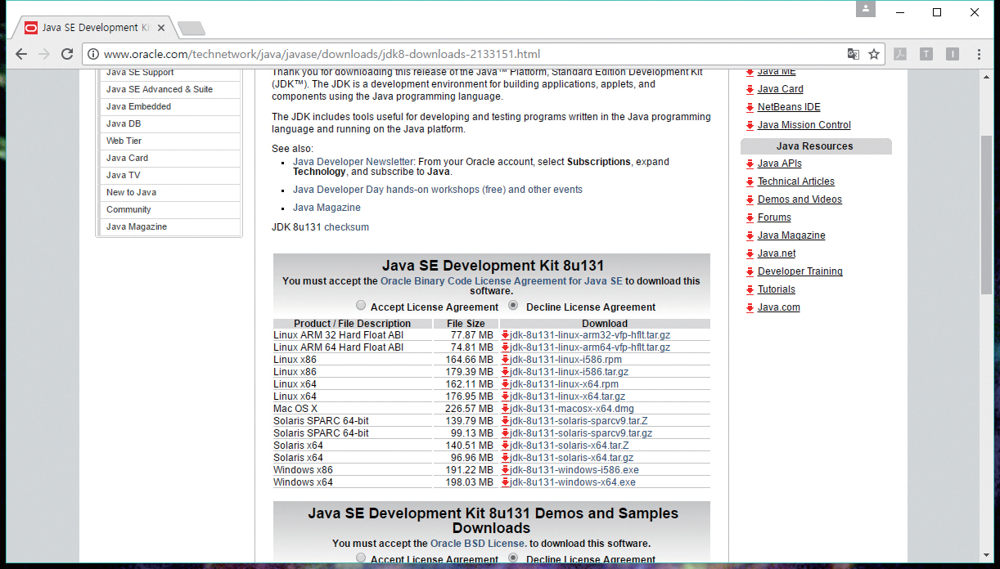 Java SE Development Ki
www.oracle.com/technetwork/java/javase/downloads/jdk8-downloads-2133151.html
Java SE Support
Java SE Advanced & Suite
Java Embedded
Java DB
Web Tier
Java Card
Java TV
New to Java
Community
Java Magazine
Thank you for downloading this release of the Java™ Platform, Standard Edition Development Kit
(JDK™). The JDK is a development environment for building applications, applets, and
components using the Java programming language.
The JDK includes tools useful for developing and testing programs written in the Java programming
language and running on the Java platform.
See also:
Java Developer Newsletter: From your Oracle account, select Subscriptions, expand
Technology, and subscribe to Java.
Java Developer Day hands-on workshops (free) and other events
Java Magazine
JDK 8u131 checksum
Java SE Development Kit 8u131
You must accept the Oracle Binary Code License Agreement for Java SE to download this
software.
Accept License Agreement Decline License Agreement
Product / File Description File Size Download
Linux ARM 32 Hard Float ABI 77.87 MB jdk-8u131-linux-arm32-vfp-hflt.tar.gz
Linux ARM 64 Hard Float ABI 74.81 MB jdk-8u131-linux-arm64-vfp-hflt.tar.gz
Linux x86 164.66 MB jdk-8u131-linux-i586.rpm
Linux x86 179.39 MB jdk-8u131-linux-i586.tar.gz
Linux x64 162.11 MB jdk-8u131-linux-x64.rpm
Linux x64 176.95 MB jdk-8u131-linux-x64.tar.gz
Mac OS X 226.57 MB jdk-8u131-macosx-x64.dmg
Solaris SPARC 64-bit 139.79 MB jdk-8u131-solaris-sparcv9.tar.Z
Solaris SPARC 64-bit 99.13 MB jdk-8u131-solaris-sparcv9.tar.gz
Solaris x64 140.51 MB jdk-8u131-solaris-x64.tar.Z
Solaris x64 96.96 MB jdk-8u131-solaris-x64.tar.gz
Windows x86 191.22 MB jdk-8u131-windows-i586.exe
Windows x64 198.03 MB jdk-8u131-windows-x64.exe
Java SE Development Kit 8u131 Demos and Samples
Downloads
You must accept the Oracle BSD License. to download this software.
Accept License Agreement Decline License Agreement
Java ME
Java Card
NetBeans IDE
Java Mission Control
Java Resources
Java APIs
Technical Articles
Demos and Videos
Forums
Java Magazine
Java.net
Developer Training
Tutorials
Java.com